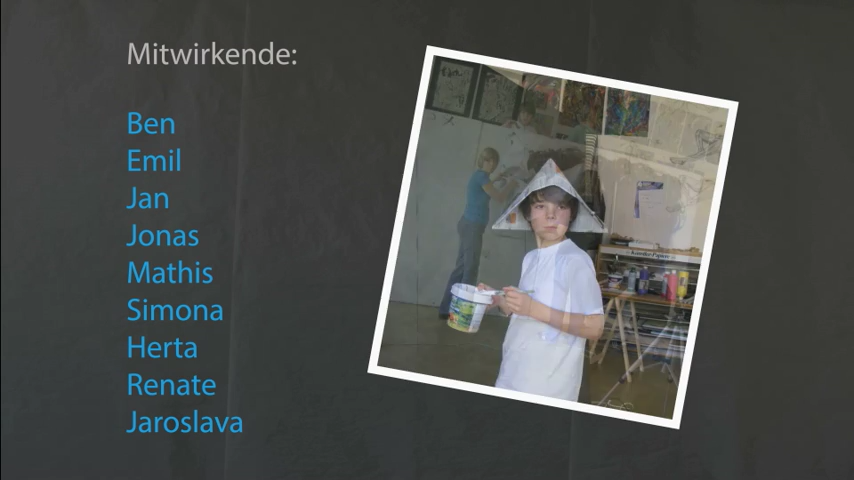 Mitwirkende:
Ben
Emil
Jan
Jonas
Mathis
Simona
Herta
Renate
Jaroslava